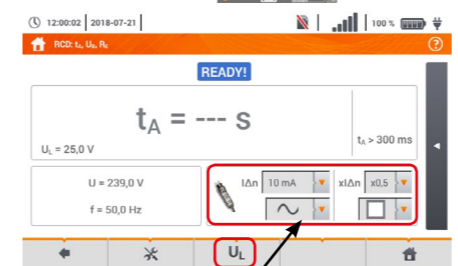 12:00:02 2018-07-21 100 %
RCD: tA, UB, RE
READY!
tA = --- s
UL = 25,0 V
tA > 300 ms
U = 239,0 V
f = 50,0 Hz
IΔn 10 mA xIΔn x0,5
UL